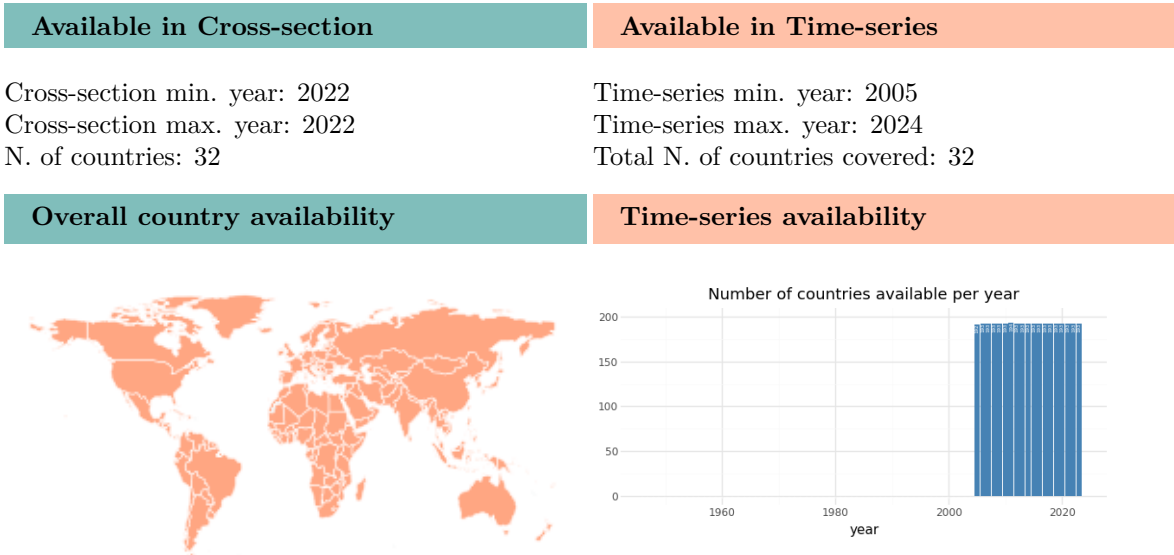 Available in Cross-section
Available in Time-series
Cross-section min. year: 2022
Cross-section max. year: 2022
N. of countries: 32
Time-series min. year: 2005
Time-series max. year: 2024
Total N. of countries covered: 32
Overall country availability
Time-series availability
Number of countries available per year
200
150
100
50
0
1960
1980
2000
2020
year